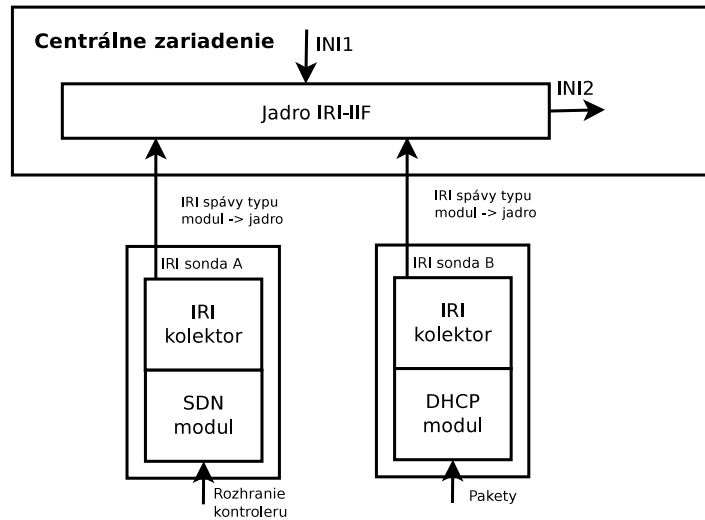 Centrálne zariadenie
INI1
INI2
Jadro IRI-IIF
IRI spávy typu
modul -> jadro
IRI spávy typu
modul -> jadro
IRI sonda A
IRI sonda B
IRI
kolektor
IRI
kolektor
SDN
modul
DHCP
modul
Rozhranie
kontroleru
Pakety